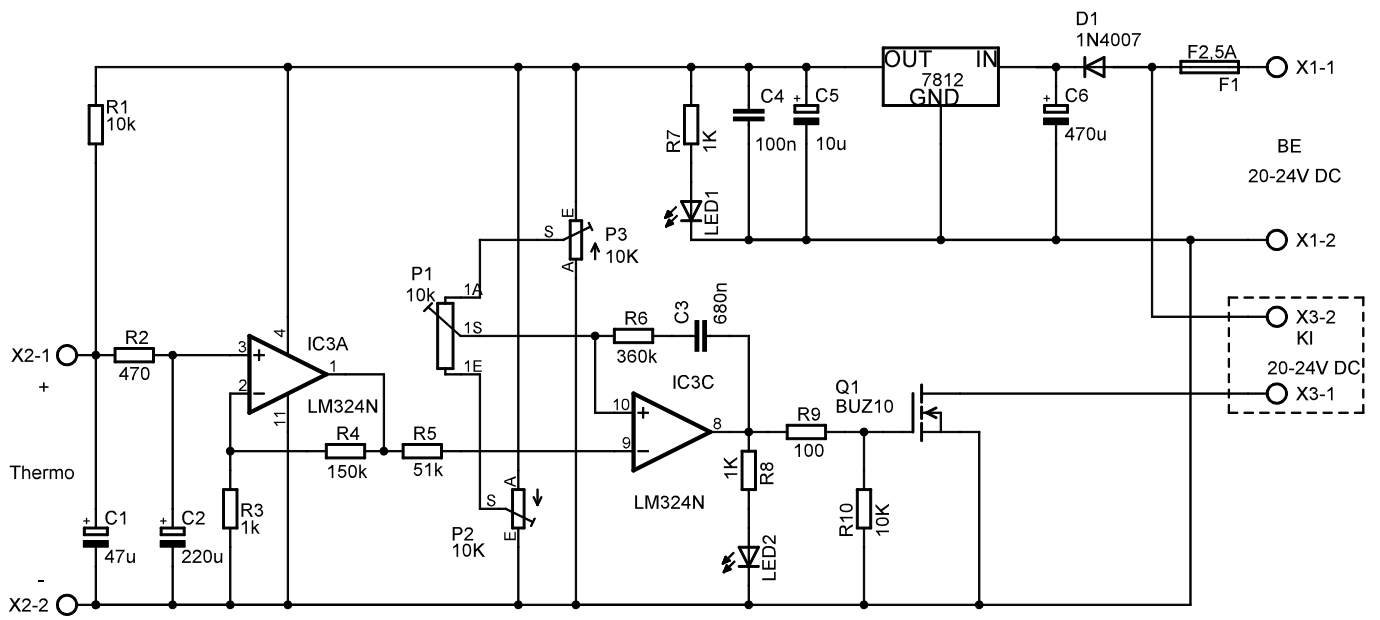 D1
1N4007
F2,5A
F1
X1-1
OUT
IN
7812
GND
R1
10k
R7
1K
C4
100n
C5
+
10u
C6
+
470u
BE
20-24V DC
LED1
X1-2
E
S
P3
10K
A
P1
10k
1A
1S
1E
R6
360k
C3
680n
X3-2
KI
20-24V DC
X3-1
X2-1
+
R2
470
3
+
2
-
4
11
1
IC3A
LM324N
IC3C
10
+
9
-
8
LM324N
Q1
BUZ10
R9
100
R4
150k
R5
51k
1K
R8
Thermo
R3
1k
C1
+
47u
C2
+
220u
A
S
E
P2
10K
R10
10K
LED2
-
X2-2